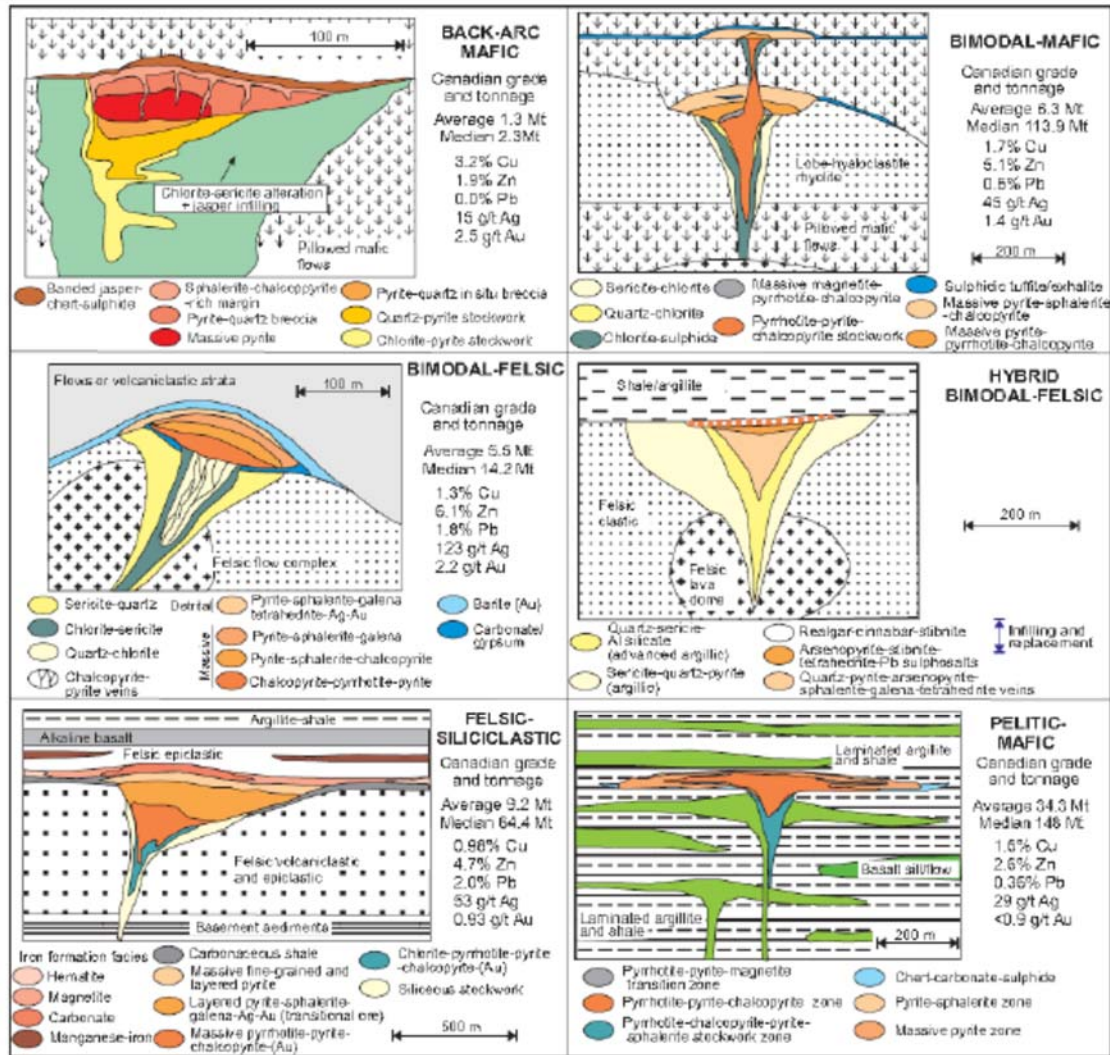 100 m
BACK-ARC
MAFIC
Canadian grade
and tonnage
Average 1.3 Mt
Median 2.3Mt
3.2% Cu
1.9% Zn
0.0% Pb
15 g/t Ag
2.5 g/t Au
Chlorite-sericite alteration
+ jasper infilling
Pillowed mafic
flows
Banded jasper-
chert-sulphide
Sphalerite-chalcopyrite
-rich margin
Pyrite-quartz breccia
Massive pyrite
Pyrite-quartz in situ breccia
Quartz-pyrite stockwork
Chlorite-pyrite stockwork
BIMODAL-MAFIC
Canadian grade
and tonnage
Average 6.3 Mt
Median 113.9 Mt
1.7% Cu
5.1% Zn
0.6% Pb
45 g/t Ag
1.4 g/t Au
200 m
Lobe-hyaloclastite
rhyolite
Pillowed mafic
flows
Sericite-chlorite
Quartz-chlorite
Chlorite-sulphide
Massive magnetite-
pyrrhotite-chalcopyrite
Pyrrhotite-pyrite-
chalcopyrite stockwork
Sulphidic tuffite/exhalite
Massive pyrite-sphalerite
-chalcopyrite
Massive pyrite-
pyrrhotite-chalcopyrite
Flows or volcaniclastic strata
100 m
BIMODAL-FELSIC
Canadian grade
and tonnage
Average 5.5 Mt
Median 14.2 Mt
1.3% Cu
6.1% Zn
1.8% Pb
123 g/t Ag
2.2 g/t Au
Felsic flow complex
Sericite-quartz
Chlorite-sericite
Quartz-chlorite
Chalcopyrite-
pyrite veins
Detrital
Massive
Pyrite-sphalerite-galena
tetrahedrite-Ag-Au
Pyrite-sphalerite-galena
Pyrite-sphalerite-chalcopyrite
Chalcopyrite-pyrrhotite-pyrite
Barite (Au)
Carbonate/
gypsum
Shale/argillite
HYBRID
BIMODAL-FELSIC
200 m
Felsic
clastic
Felsic
lava
dome
Quartz-sericie-
Al silicate
(advanced argillic)
Sericite-quartz-pyrite
(argillic)
Realgar-cinnabar-stibnite
Arsenopyrite-stibnite-
tetrahedrite-Pb sulphosalts
Quartz-pyrite-arsenopyrite-
sphalerite-galena-tetrahedrite veins
Infilling and
replacement
Argillite-shale
Alkaline basalt
Felsic epiclastic
FELSIC-
SILICICLASTIC
Canadian grade
and tonnage
Average 9.2 Mt
Median 64.4 Mt
0.98% Cu
4.7% Zn
2.0% Pb
53 g/t Ag
0.93 g/t Au
Felsic volcaniclastic
and epiclastic
Basement sediments
Iron formation facies
Hematite
Magnetite
Carbonate
Manganese-iron
Carbonaceous shale
Massive fine-grained and
layered pyrite
Layered pyrite-sphalerite-
galena-Ag-Au (transitional ore)
Massive pyrrhotite-pyrite-
chalcopyrite-(Au)
Chlorite-pyrrhotite-pyrite
-chalcopyrite-(Au)
Siliceous stockwork
500 m
PELITIC-
MAFIC
Canadian grade
and tonnage
Average 34.3 Mt
Median 148 Mt
1.6% Cu
2.6% Zn
0.36% Pb
29 g/t Ag
<0.9 g/t Au
Laminated argillite
and shale
Basalt sill/flow
Laminated argillite
and shale
200 m
Pyrrhotite-pyrite-magnetite
transition zone
Pyrrhotite-pyrite-chalcopyrite zone
Pyrrhotite-chalcopyrite-pyrite-
sphalerite stockwork zone
Chert-carbonate-sulphide
Pyrite-sphalerite zone
Massive pyrite zone